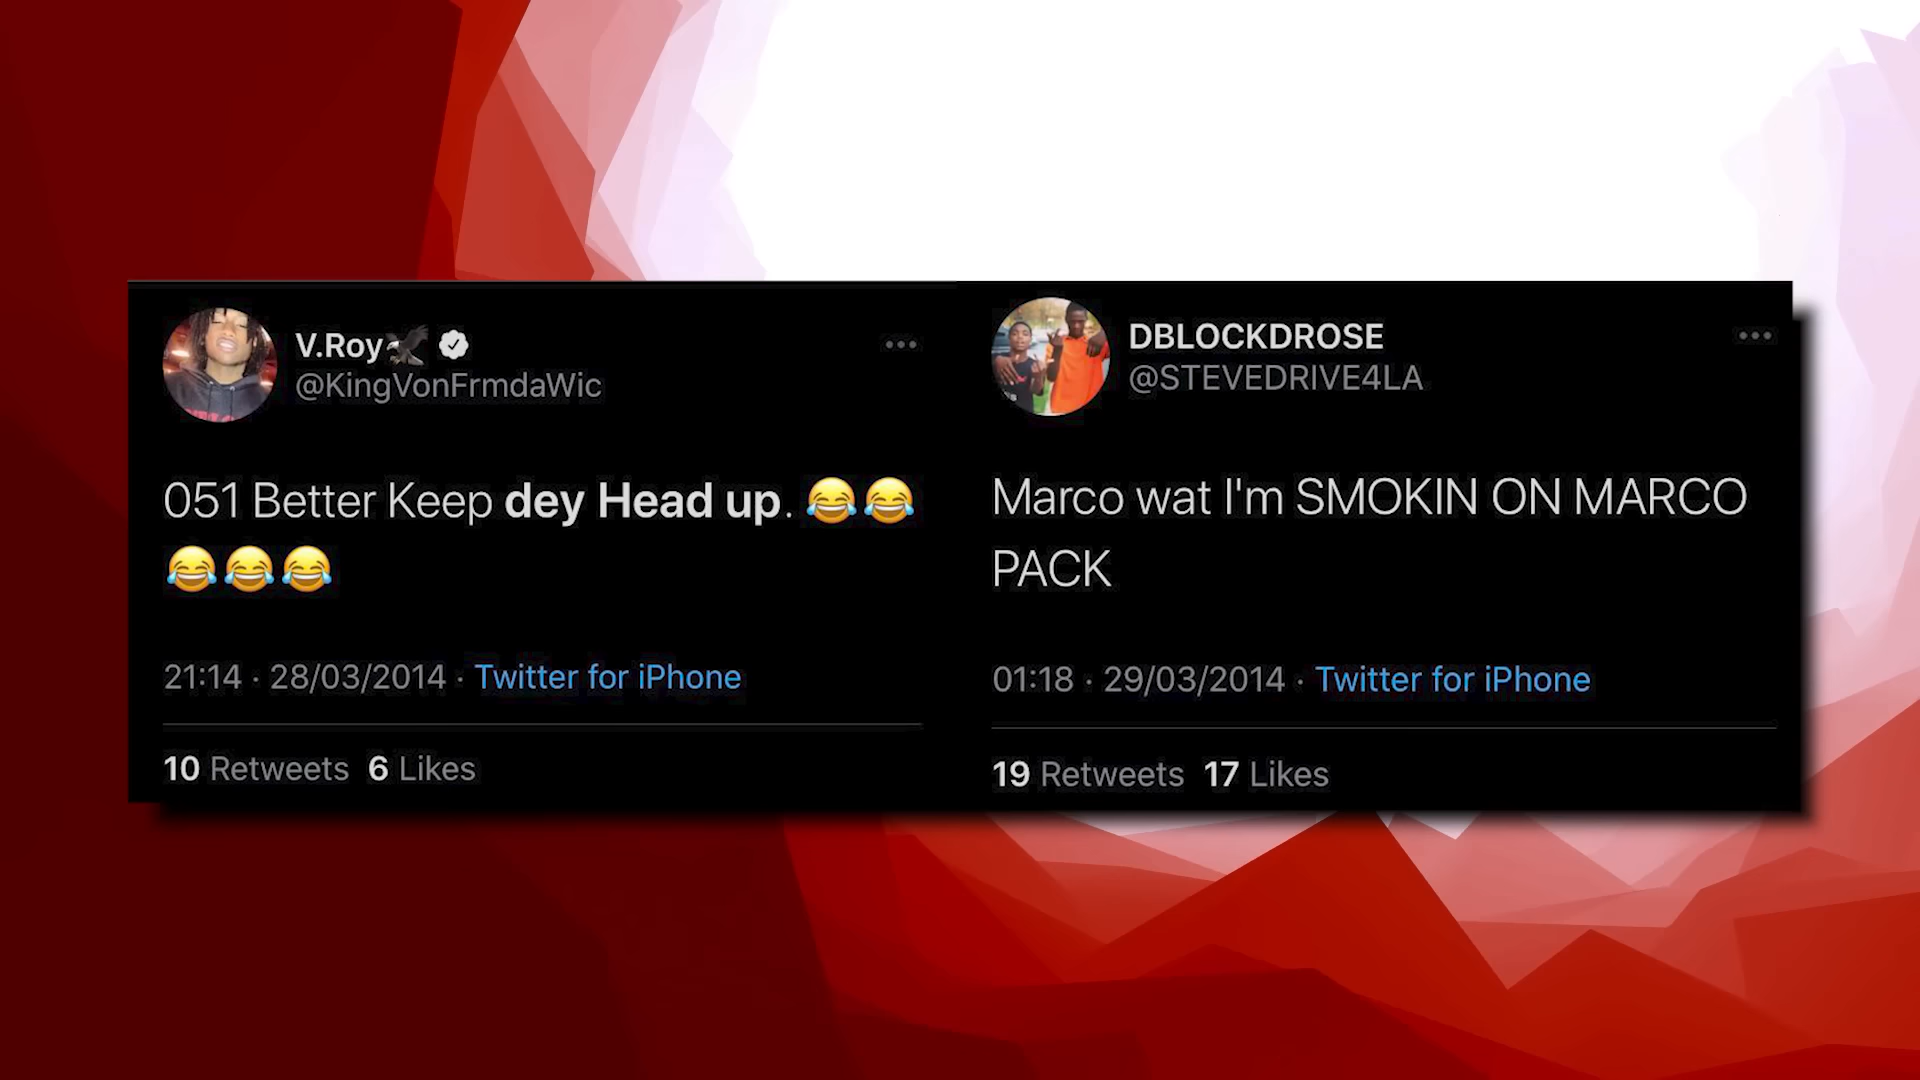 V.Roy🦅
@KingVonFrmdaWic
051 Better Keep dey Head up. 😂😂
😂😂😂
21:14 · 28/03/2014 · Twitter for iPhone
10 Retweets 6 Likes
DBLOCKDROSE
@STEVEDRIVE4LA
Marco wat I'm SMOKIN ON MARCO
PACK
01:18 · 29/03/2014 · Twitter for iPhone
19 Retweets 17 Likes